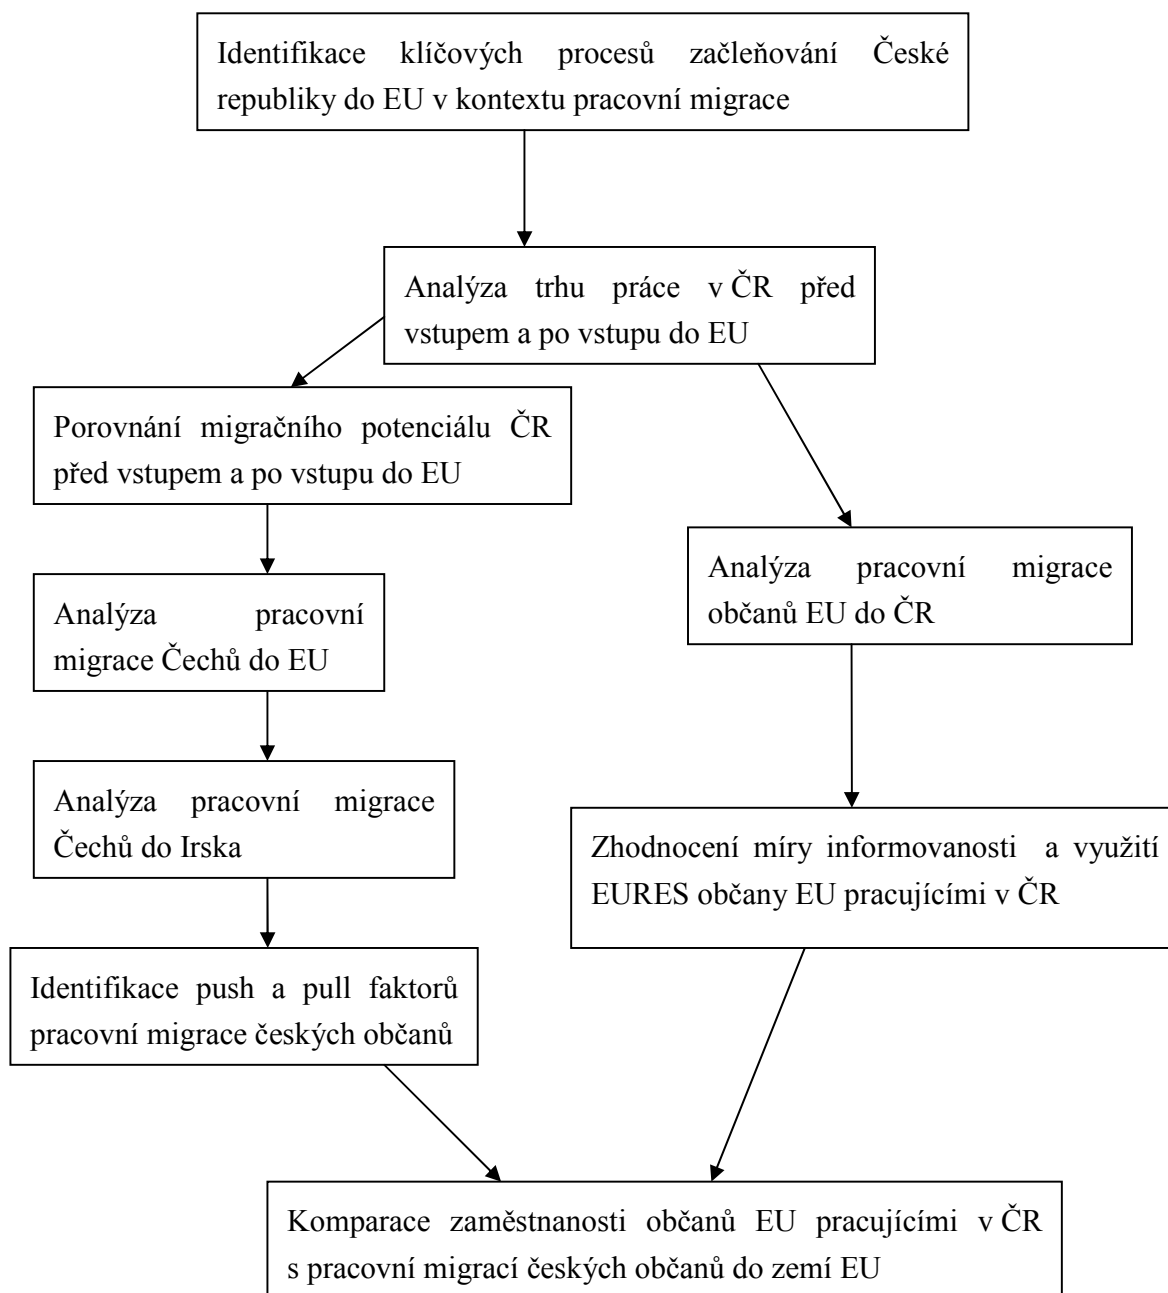 Identifikace klíčových procesů začleňování České
republiky do EU v kontextu pracovní migrace
Analýza trhu práce v ČR před
vstupem a po vstupu do EU
Porovnání migračního potenciálu ČR
před vstupem a po vstupu do EU
Analýza pracovní migrace
občanů EU do ČR
Analýza pracovní
migrace Čechů do EU
Analýza pracovní migrace
Čechů do Irska
Zhodnocení míry informovanosti a využití
EURES občany EU pracujícími v ČR
Identifikace push a pull faktorů
pracovní migrace českých občanů
Komparace zaměstnanosti občanů EU pracujícími v ČR
s pracovní migrací českých občanů do zemí EU